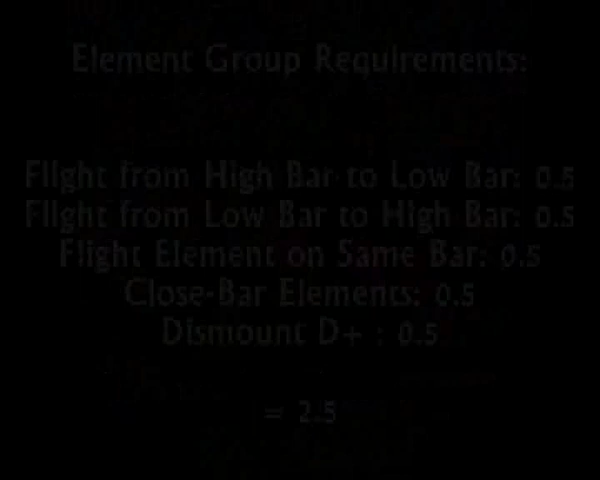 Element Group Requirements:
Flight from High Bar to Low Bar: 0.5
Flight from Low Bar to High Bar: 0.5
Flight Element on Same Bar: 0.5
Close-Bar Elements: 0.5
Dismount D+ : 0.5
= 2.5